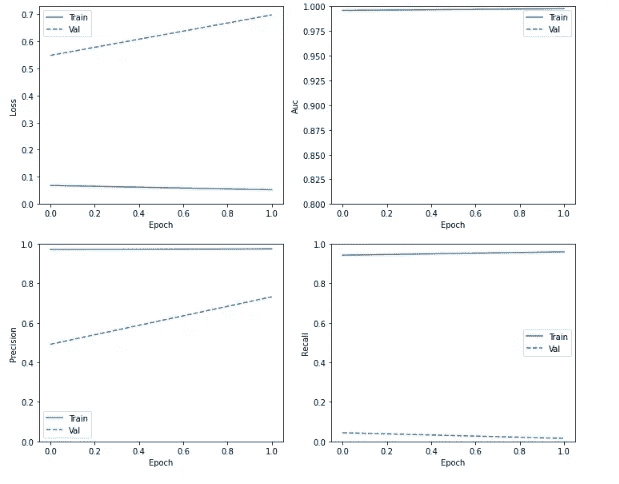 0.7
0.6
0.5
0.4
0.3
0.2
0.1
0.0
Loss
Train
Val
0.0 0.2 0.4 0.6 0.8 1.0
Epoch
1.000
0.975
0.950
0.925
0.900
0.875
0.850
0.825
0.800
Auc
Train
Val
0.0 0.2 0.4 0.6 0.8 1.0
Epoch
1.0
0.8
0.6
0.4
0.2
0.0
Precision
Train
Val
0.0 0.2 0.4 0.6 0.8 1.0
Epoch
1.0
0.8
0.6
0.4
0.2
0.0
Recall
Train
Val
0.0 0.2 0.4 0.6 0.8 1.0
Epoch